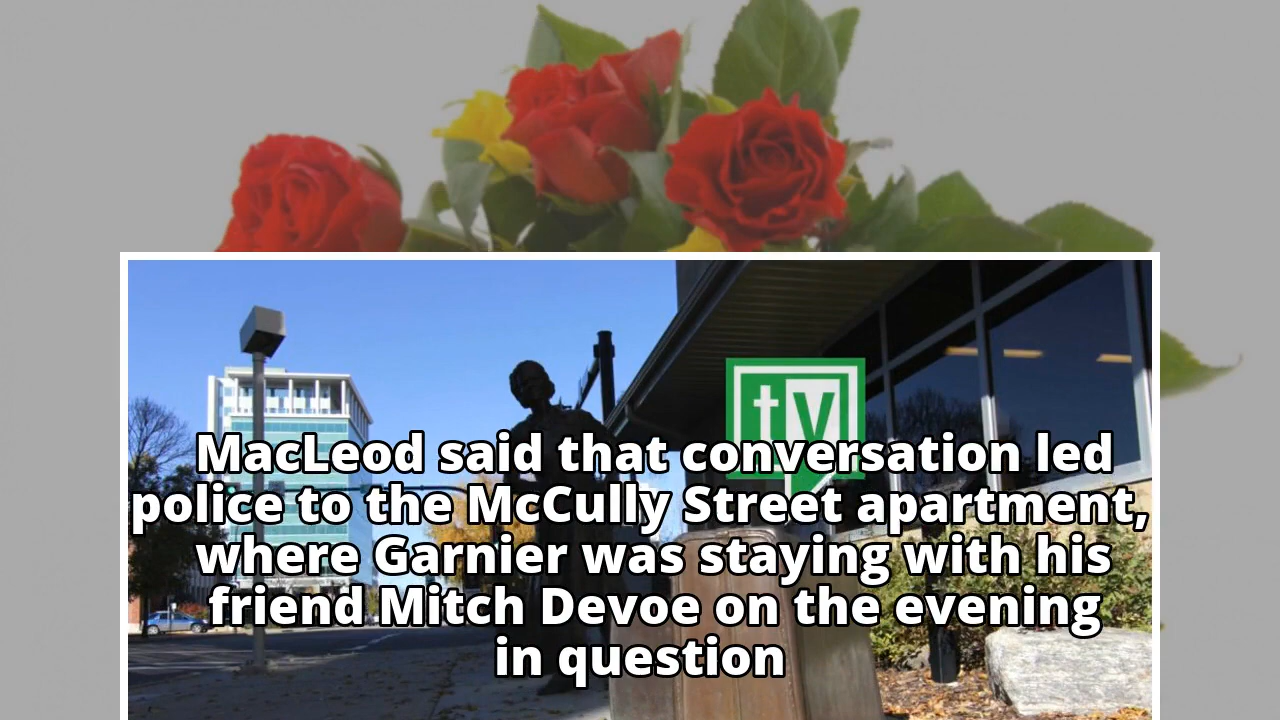 tv
MacLeod said that conversation led
police to the McCully Street apartment,
where Garnier was staying with his
friend Mitch Devoe on the evening
in question